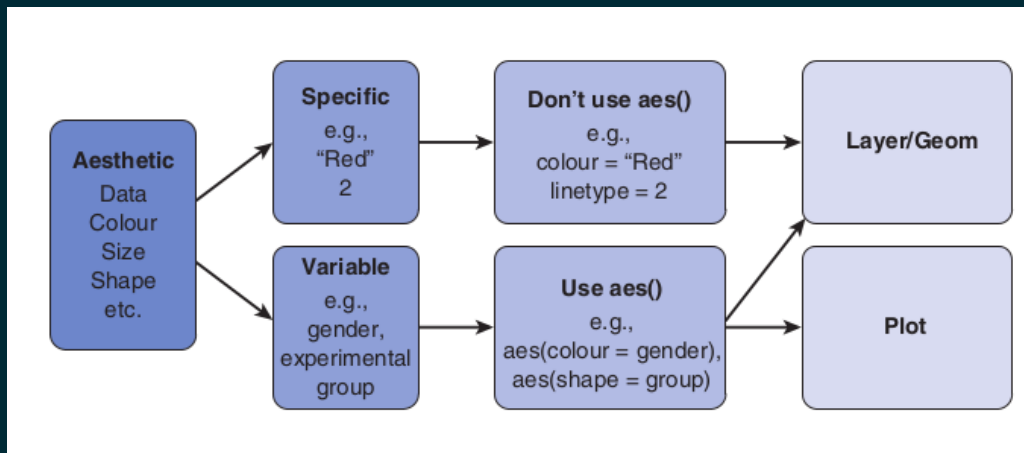 Aesthetic
Data
Colour
Size
Shape
etc.
Specific
e.g.,
“Red”
2
Variable
e.g.,
gender,
experimental
group
Don’t use aes()
e.g.,
colour = “Red”
linetype = 2
Use aes()
e.g.,
aes(colour = gender),
aes(shape = group)
Layer/Geom
Plot